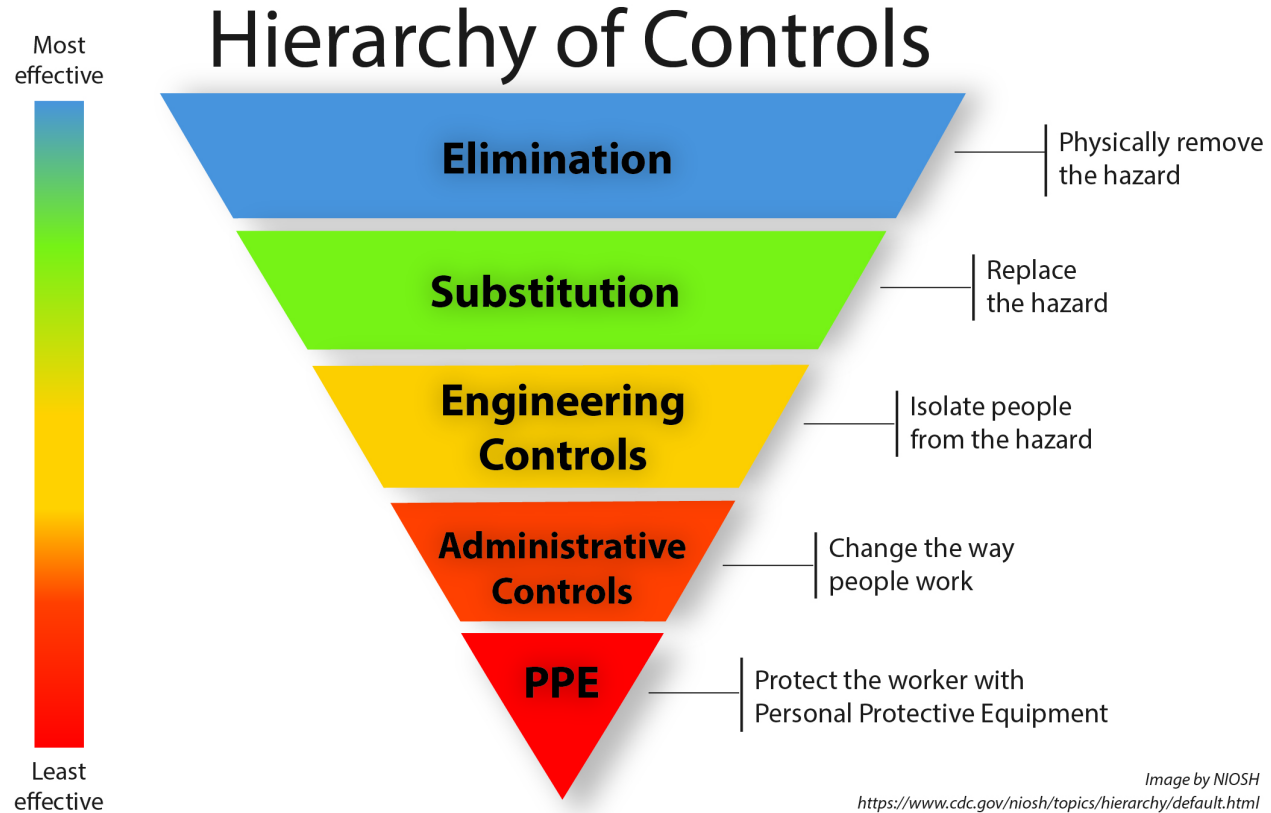 Hierarchy of Controls
Most
effective
Elimination
Physically remove
the hazard
Substitution
Replace
the hazard
Engineering
Controls
Isolate people
from the hazard
Administrative
Controls
Change the way
people work
PPE
Protect the worker with
Personal Protective Equipment
Least
effective
Image by NIOSH
https://www.cdc.gov/niosh/topics/hierarchy/default.html